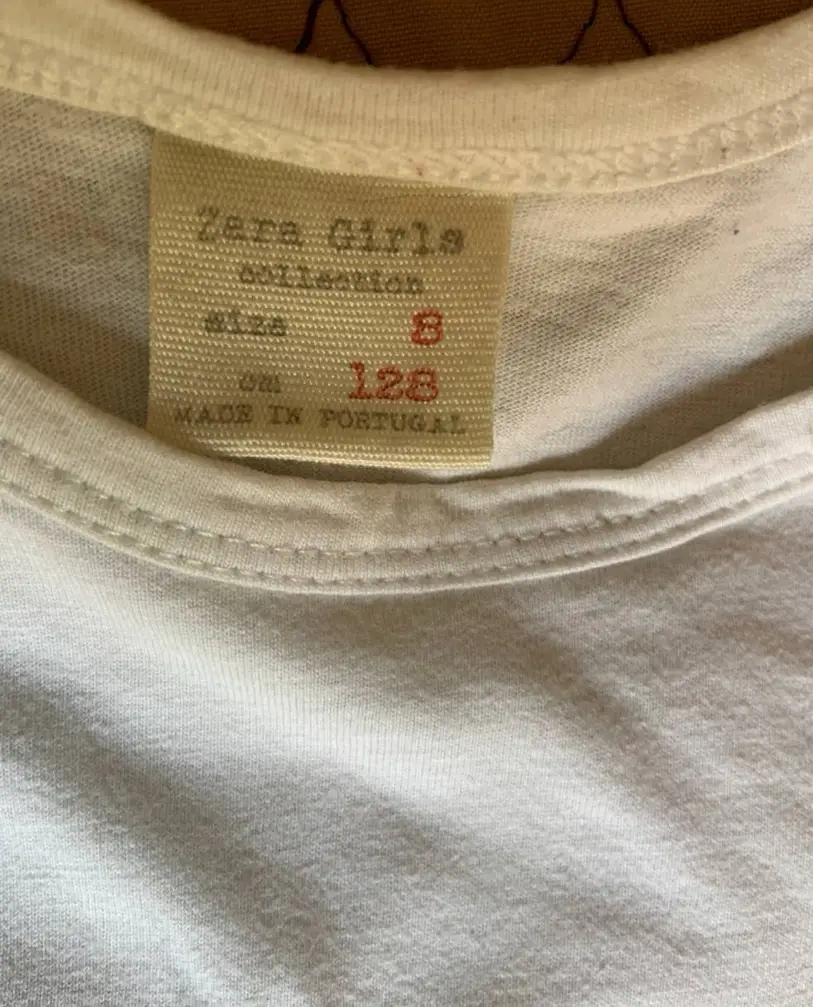 Zara Girls
collection
size 8
cm 128
MADE IN PORTUGAL